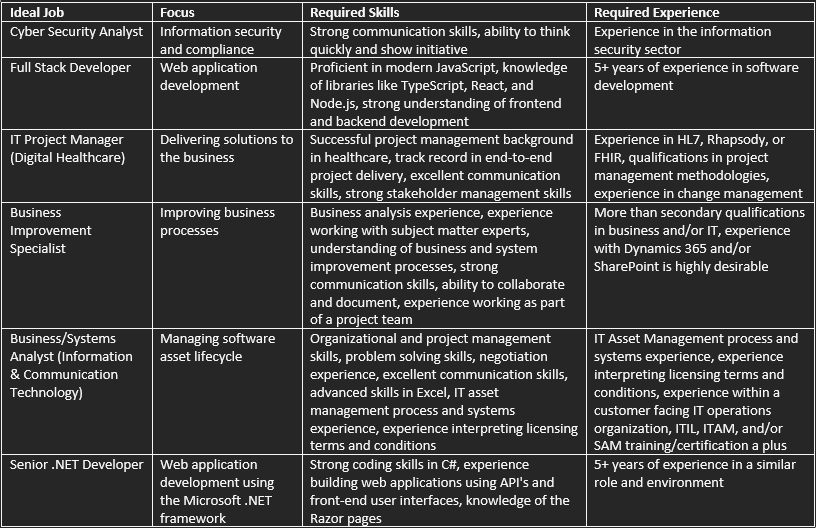 Ideal Job Focus Required Skills Required Experience
Cyber Security Analyst
Information security
and compliance
Strong communication skills, ability to think
quickly and show initiative
Experience in the information
security sector
Full Stack Developer
Web application
development
Proficient in modern JavaScript, knowledge
of libraries like TypeScript, React, and
Node.js, strong understanding of frontend
and backend development
5+ years of experience in software
development
IT Project Manager
(Digital Healthcare)
Delivering solutions to
the business
Successful project management background
in healthcare, track record in end-to-end
project delivery, excellent communication
skills, strong stakeholder management skills
Experience in HL7, Rhapsody, or
FHIR, qualifications in project
management methodologies,
experience in change management
Business
Improvement
Specialist
Improving business
processes
Business analysis experience, experience
working with subject matter experts,
understanding of business and system
improvement processes, strong
communication skills, ability to collaborate
and document, experience working as part
of a project team
More than secondary qualifications
in business and/or IT, experience
with Dynamics 365 and/or
SharePoint is highly desirable
Business/Systems
Analyst (Information
& Communication
Technology)
Managing software
asset lifecycle
Organizational and project management
skills, problem solving skills, negotiation
experience, excellent communication skills,
advanced skills in Excel, IT asset
management process and systems
experience, experience interpreting licensing
terms and conditions
IT Asset Management process and
systems experience, experience
interpreting licensing terms and
conditions, experience within a
customer facing IT operations
organization, ITIL, ITAM, and/or
SAM training/certification a plus
Senior .NET Developer
Web application
development using
the Microsoft .NET
framework
Strong coding skills in C#, experience
building web applications using API's and
front-end user interfaces, knowledge of the
Razor pages
5+ years of experience in a similar
role and environment